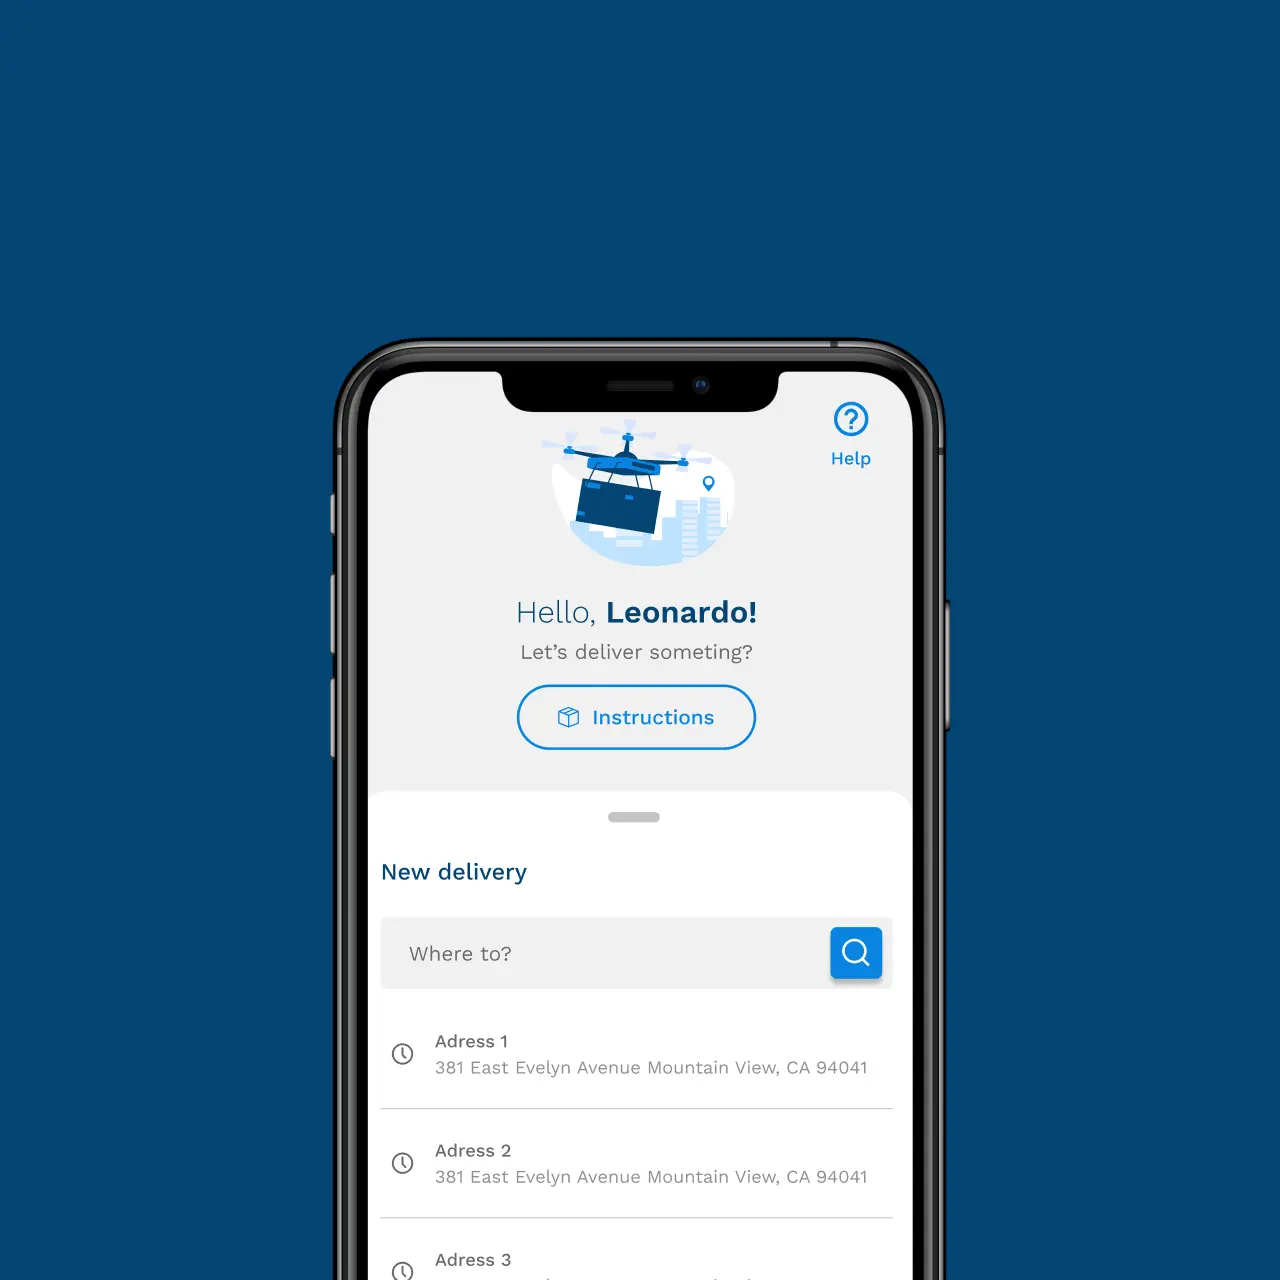 Help
Hello, Leonardo!
Let's deliver someting?
Instructions
New delivery
Where to?
Adress 1
381 East Evelyn Avenue Mountain View, CA 94041
Adress 2
381 East Evelyn Avenue Mountain View, CA 94041
Adress 3